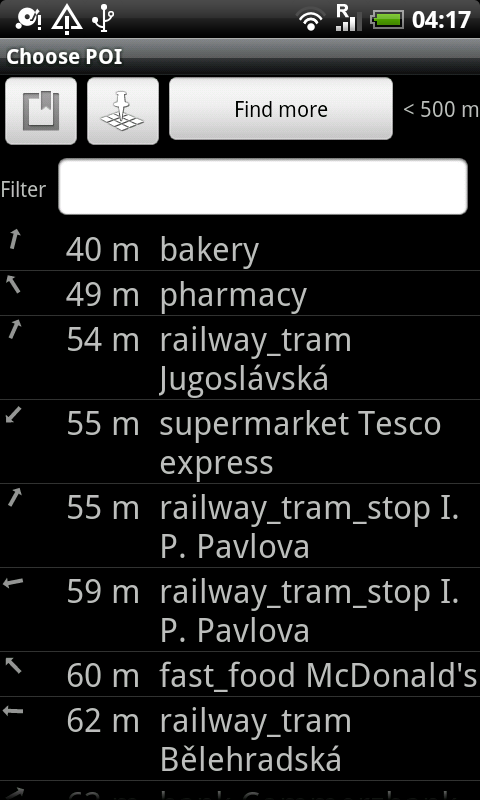 R
04:17
Choose POI
Find more
< 500 m
Filter
40 m bakery
49 m pharmacy
54 m railway_tram
Jugoslávská
55 m supermarket Tesco
express
55 m railway_tram_stop I.
P. Pavlova
59 m railway_tram_stop I.
P. Pavlova
60 m fast_food McDonald's
62 m railway_tram
Bělehradská